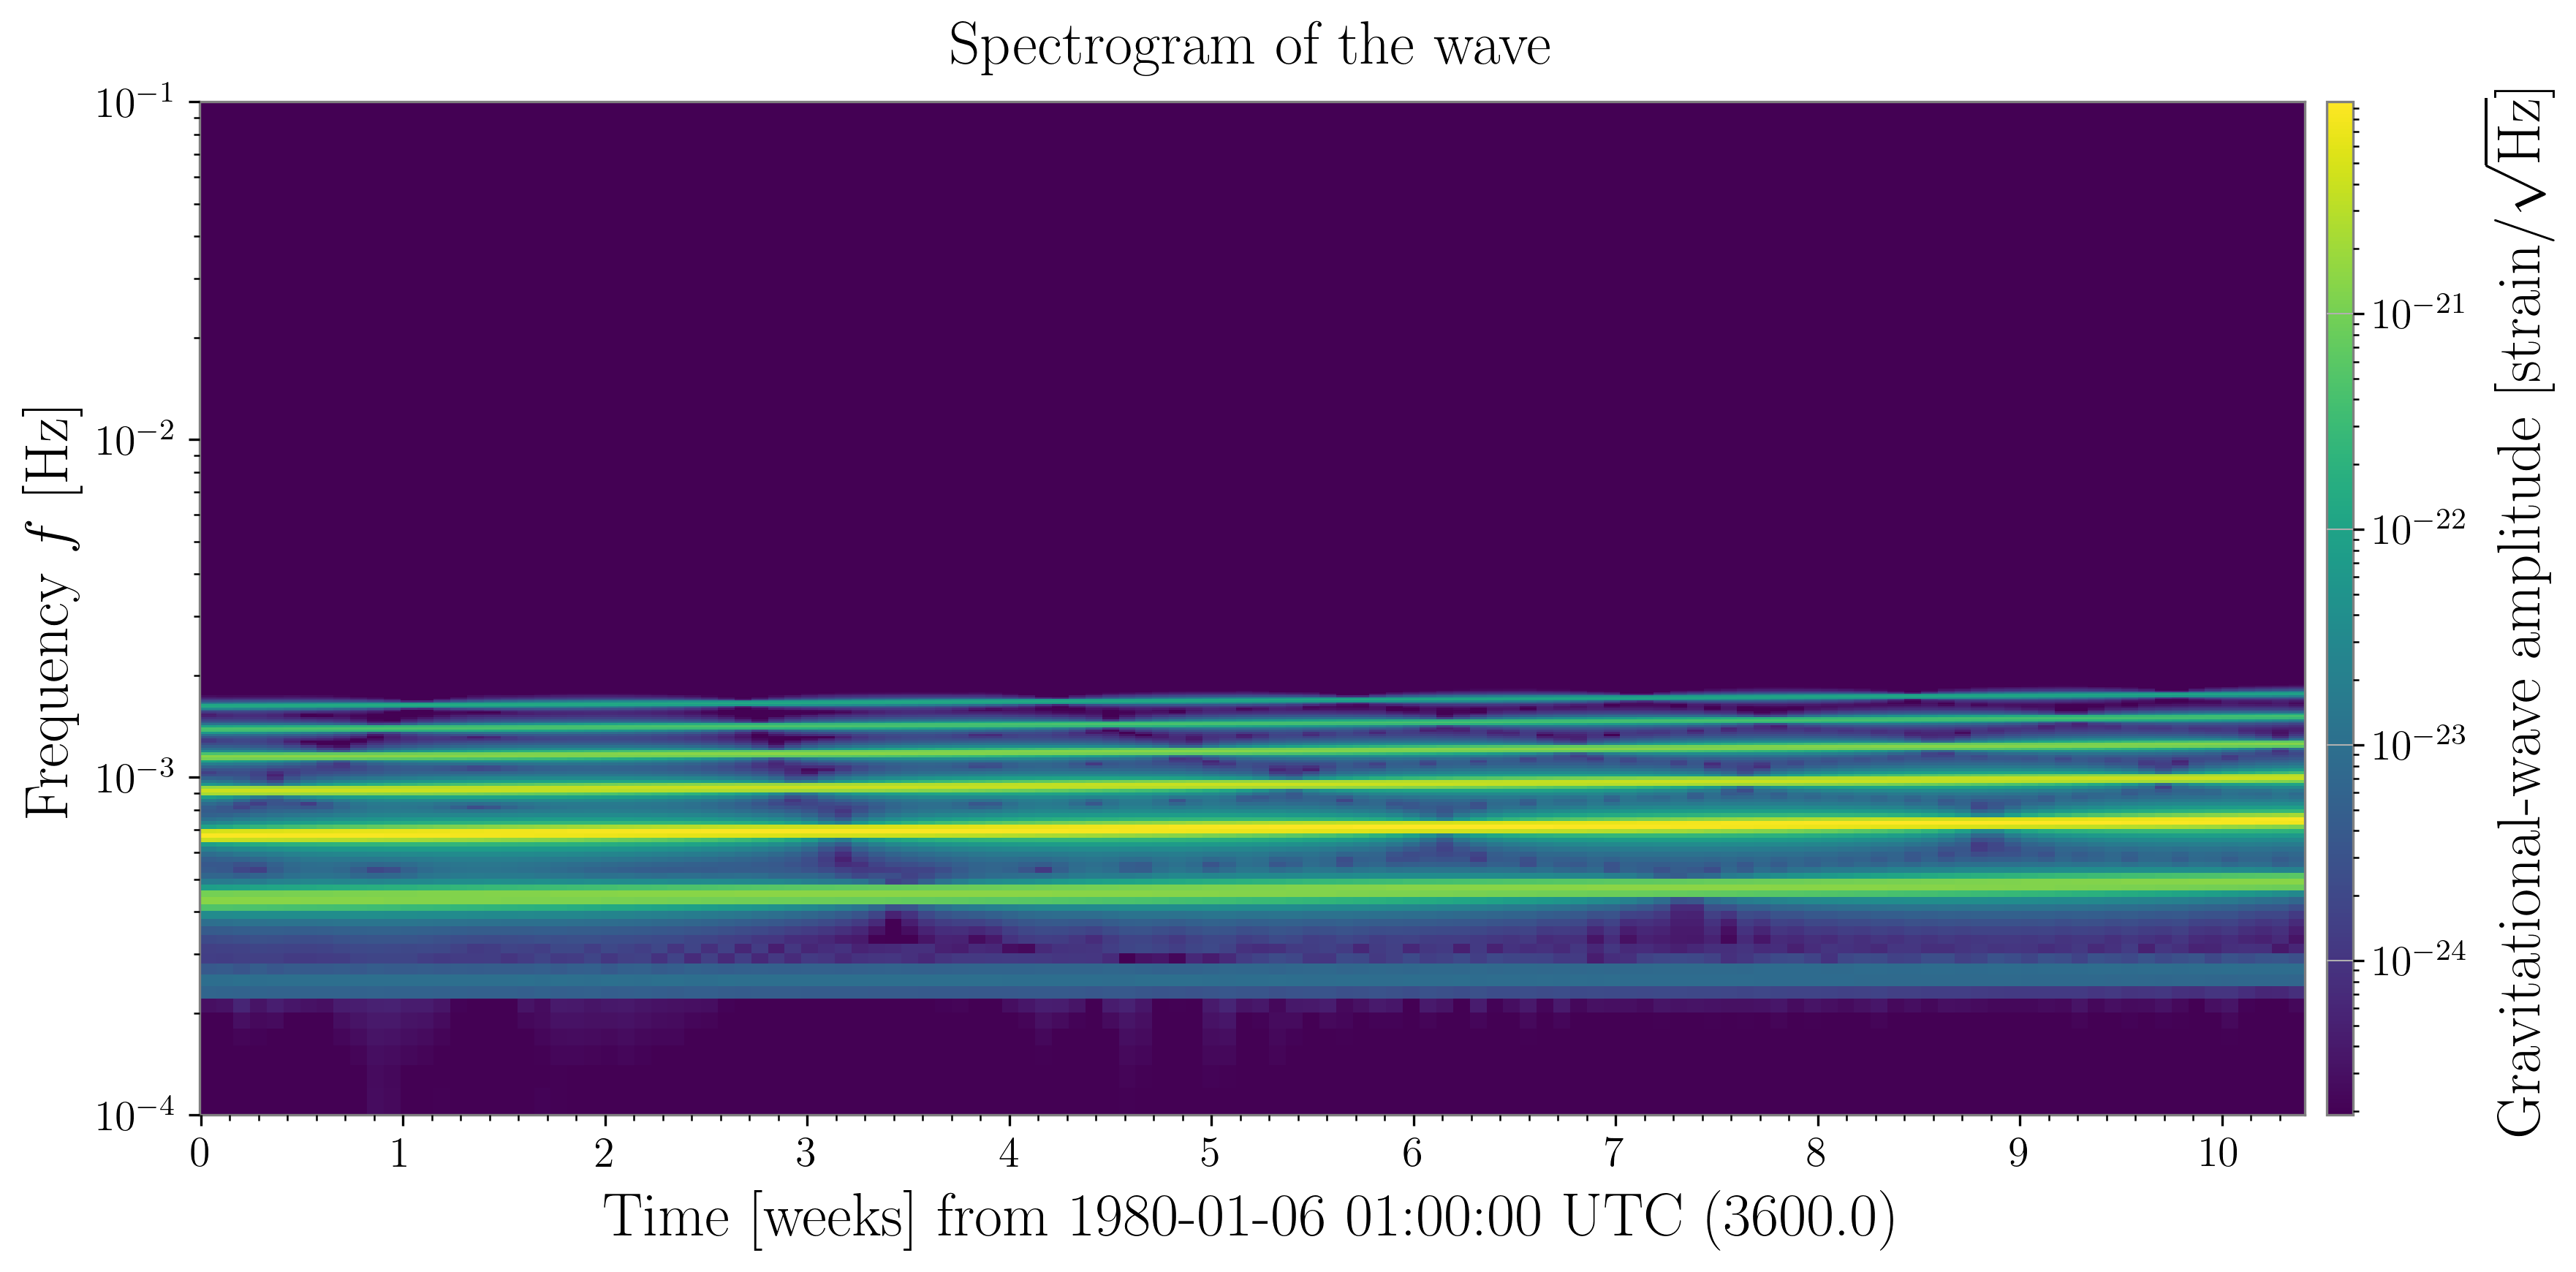 Spectrogram of the wave
Gravitational-wave amplitude [strain/√Hz]
Frequency f [Hz]
10⁻¹
10⁻²
10⁻³
10⁻⁴
10⁻²¹
10⁻²²
10⁻²³
10⁻²⁴
0 1 2 3 4 5 6 7 8 9 10
Time [weeks] from 1980-01-06 01:00:00 UTC (3600.0)